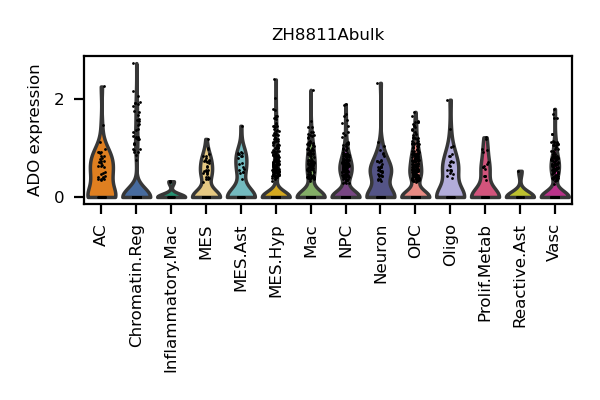 ZH8811Abulk
ADO expression
2
0
AC
Chromatin.Reg
Inflammatory.Mac
MES
MES.Ast
MES.Hyp
Mac
NPC
Neuron
OPC
Oligo
Prolif.Metab
Reactive.Ast
Vasc